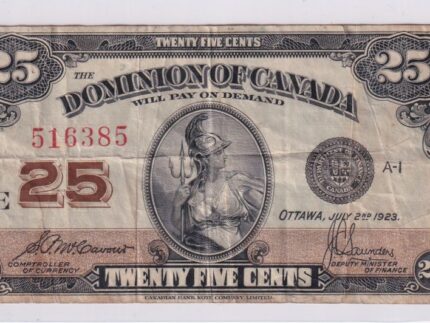 TWENTY FIVE CENTS
25
25
THE
DOMINION OF CANADA
WILL PAY ON DEMAND
516385
A-1
E 25
OTTAWA, JULY 2ND 1923.
COMPTROLLER
OF CURRENCY
J.C. Saunders
DEPUTY MINISTER
OF FINANCE
TWENTY FIVE CENTS
CANADIAN BANK NOTE COMPANY, LIMITED.